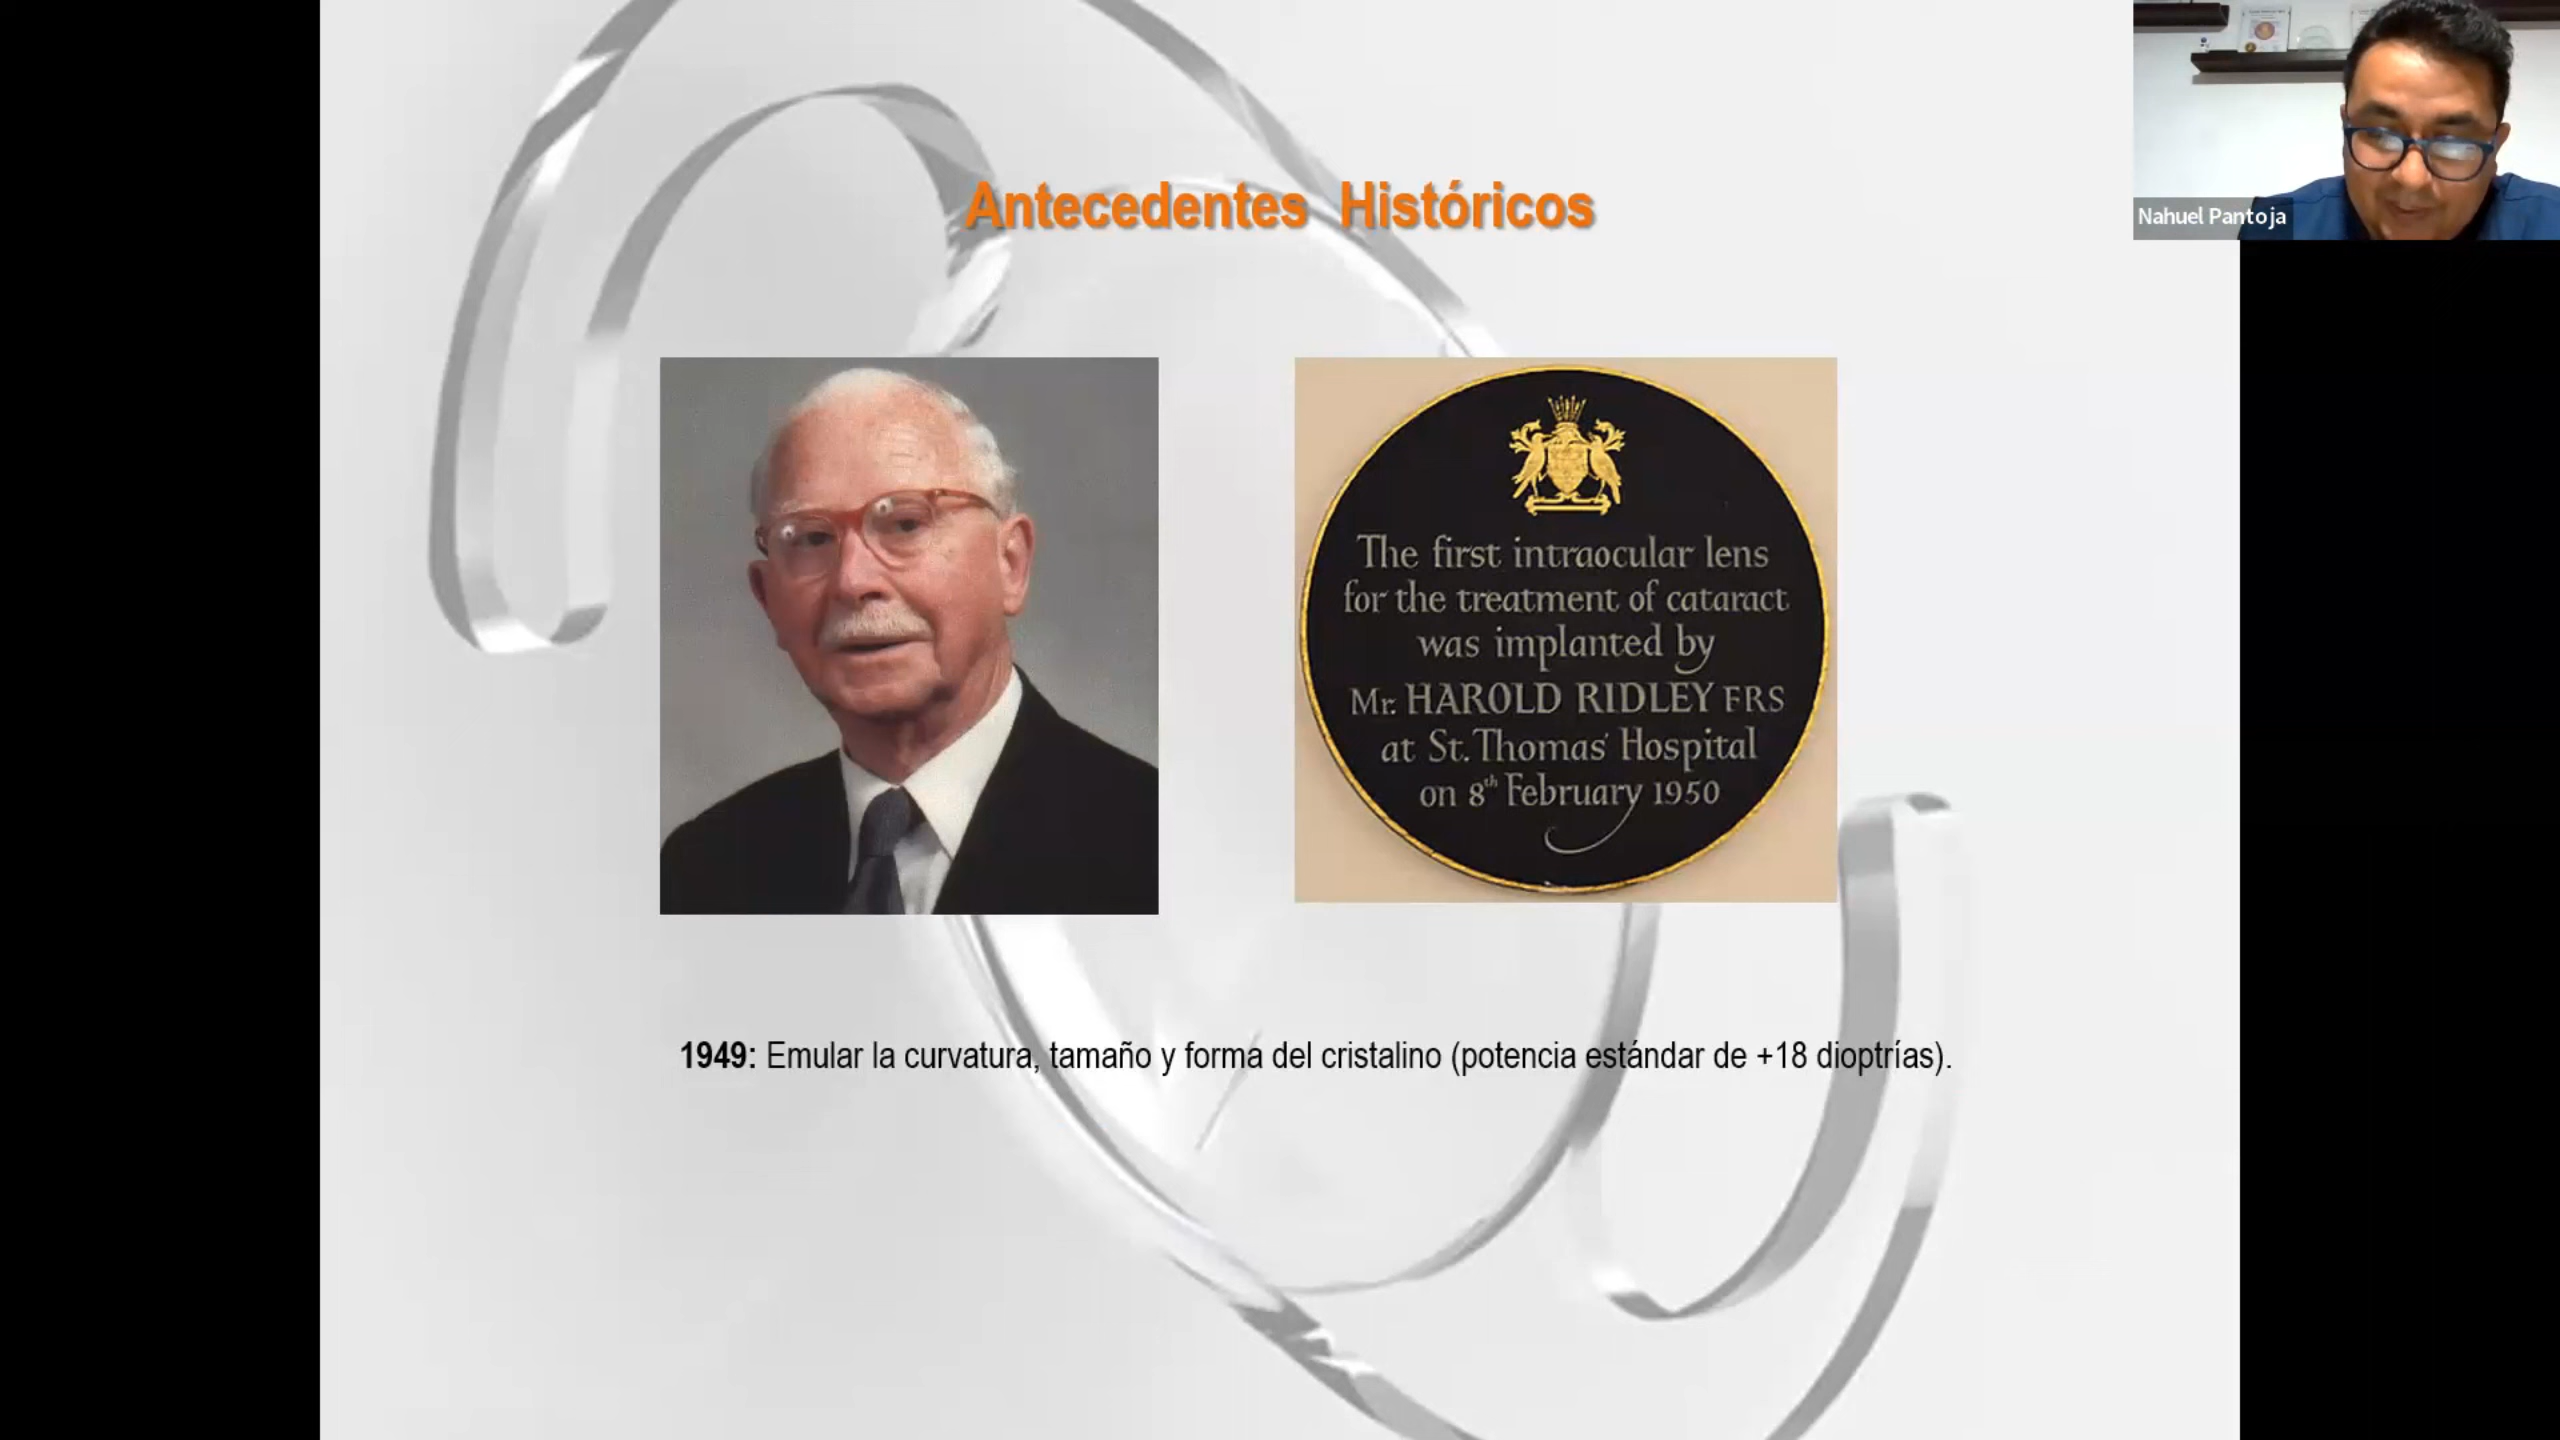 Antecedentes Históricos
Nahuel Pantoja
The first intraocular lens
for the treatment of cataract
was implanted by
Mr. HAROLD RIDLEY FRS
at St. Thomas' Hospital
on 8th February 1950
1949: Emular la curvatura, tamaño y forma del cristalino (potencia estándar de +18 dioptrías).